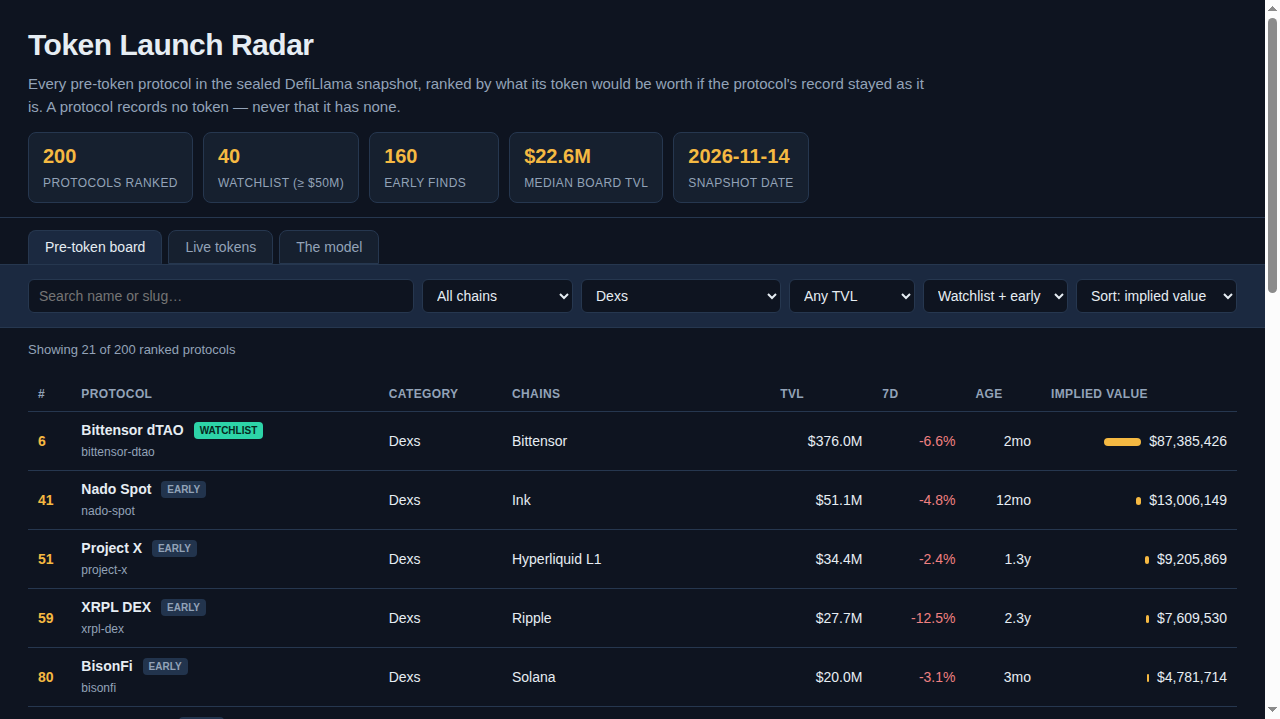 Token Launch Radar
Every pre-token protocol in the sealed DefiLlama snapshot, ranked by what its token would be worth if the protocol's record stayed as it
is. A protocol records no token — never that it has none.
200 40 160 $22.6M 2026-11-14
PROTOCOLS RANKED WATCHLIST (≥ $50M) EARLY FINDS MEDIAN BOARD TVL SNAPSHOT DATE
Pre-token board Live tokens The model
Search name or slug… All chains Dexs Any TVL Watchlist + early Sort: implied value
Showing 21 of 200 ranked protocols
# PROTOCOL CATEGORY CHAINS TVL 7D AGE IMPLIED VALUE
6 Bittensor dTAO WATCHLIST Dexs Bittensor $376.0M -6.6% 2mo $87,385,426
bittensor-dtao
41 Nado Spot EARLY Dexs Ink $51.1M -4.8% 12mo $13,006,149
nado-spot
51 Project X EARLY Dexs Hyperliquid L1 $34.4M -2.4% 1.3y $9,205,869
project-x
59 XRPL DEX EARLY Dexs Ripple $27.7M -12.5% 2.3y $7,609,530
xrpl-dex
80 BisonFi EARLY Dexs Solana $20.0M -3.1% 3mo $4,781,714
bisonfi